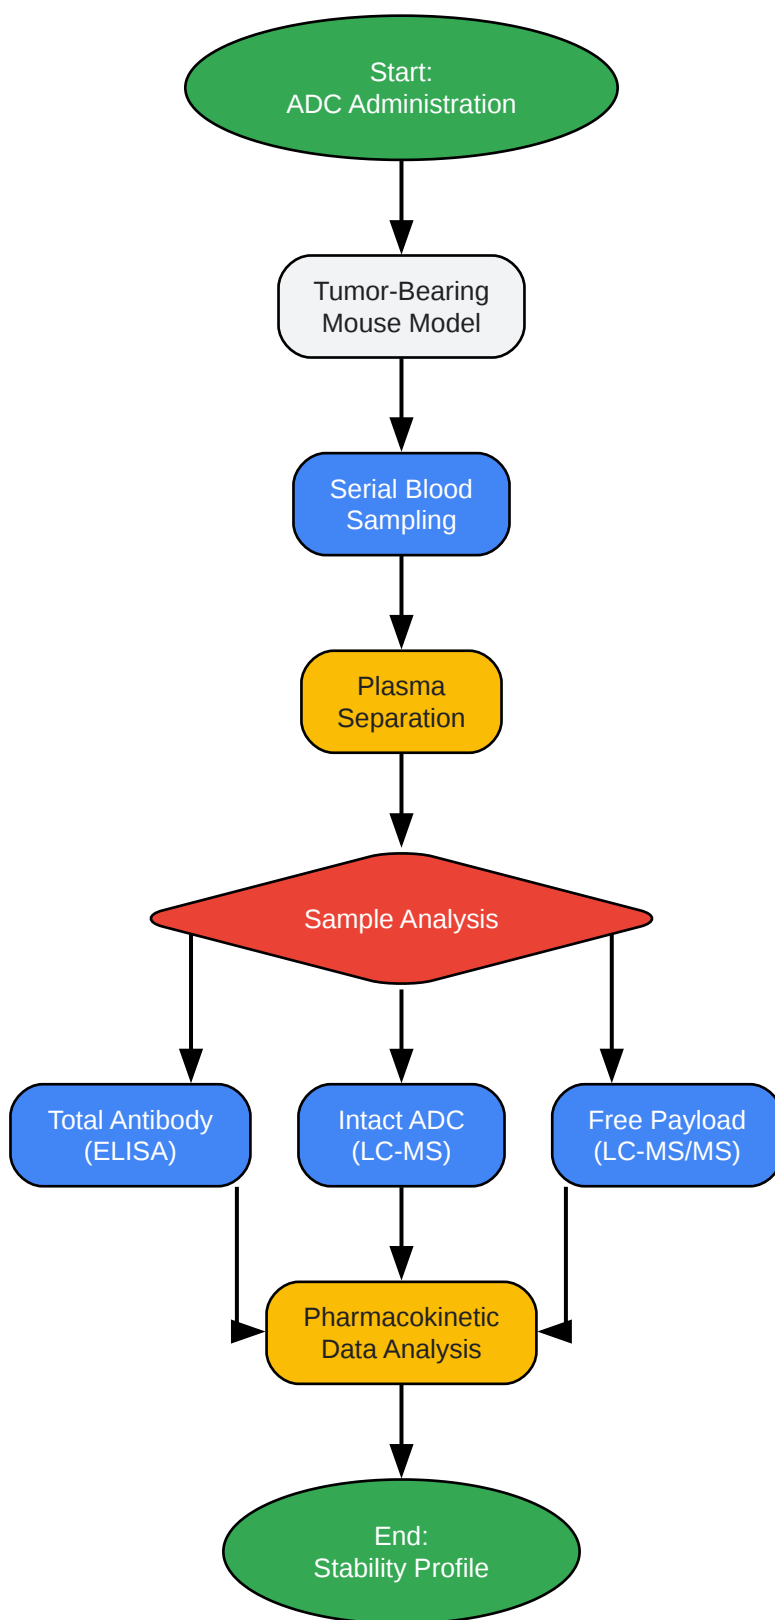 Start:
ADC Administration
Tumor-Bearing
Mouse Model
Serial Blood
Sampling
Plasma
Separation
Sample Analysis
Total Antibody
(ELISA)
Intact ADC
(LC-MS)
Free Payload
(LC-MS/MS)
Pharmacokinetic
Data Analysis
End:
Stability Profile